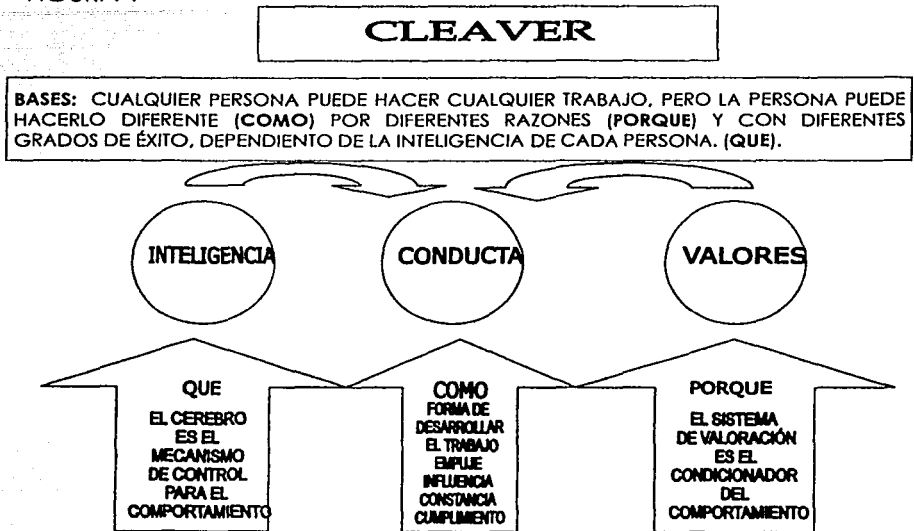 CLEAVER
BASES: CUALQUIER PERSONA PUEDE HACER CUALQUIER TRABAJO, PERO LA PERSONA PUEDE
HACERLO DIFERENTE (COMO) POR DIFERENTES RAZONES (PORQUE) Y CON DIFERENTES
GRADOS DE ÉXITO, DEPENDIENTO DE LA INTELIGENCIA DE CADA PERSONA. (QUE).
INTELIGENCIA
CONDUCTA
VALORES
QUE
EL CEREBRO
ES EL
MECANISMO
DE CONTROL
PARA EL
COMPORTAMIENTO
COMO
FORMA DE
DESARROLLAR
EL TRABAJO
EMPUJE
INFLUENCIA
CONSTANCIA
CUMPLIMIENTO
PORQUE
EL SISTEMA
DE VALORACIÓN
ES EL
CONDICIONADOR
DEL
COMPORTAMIENTO